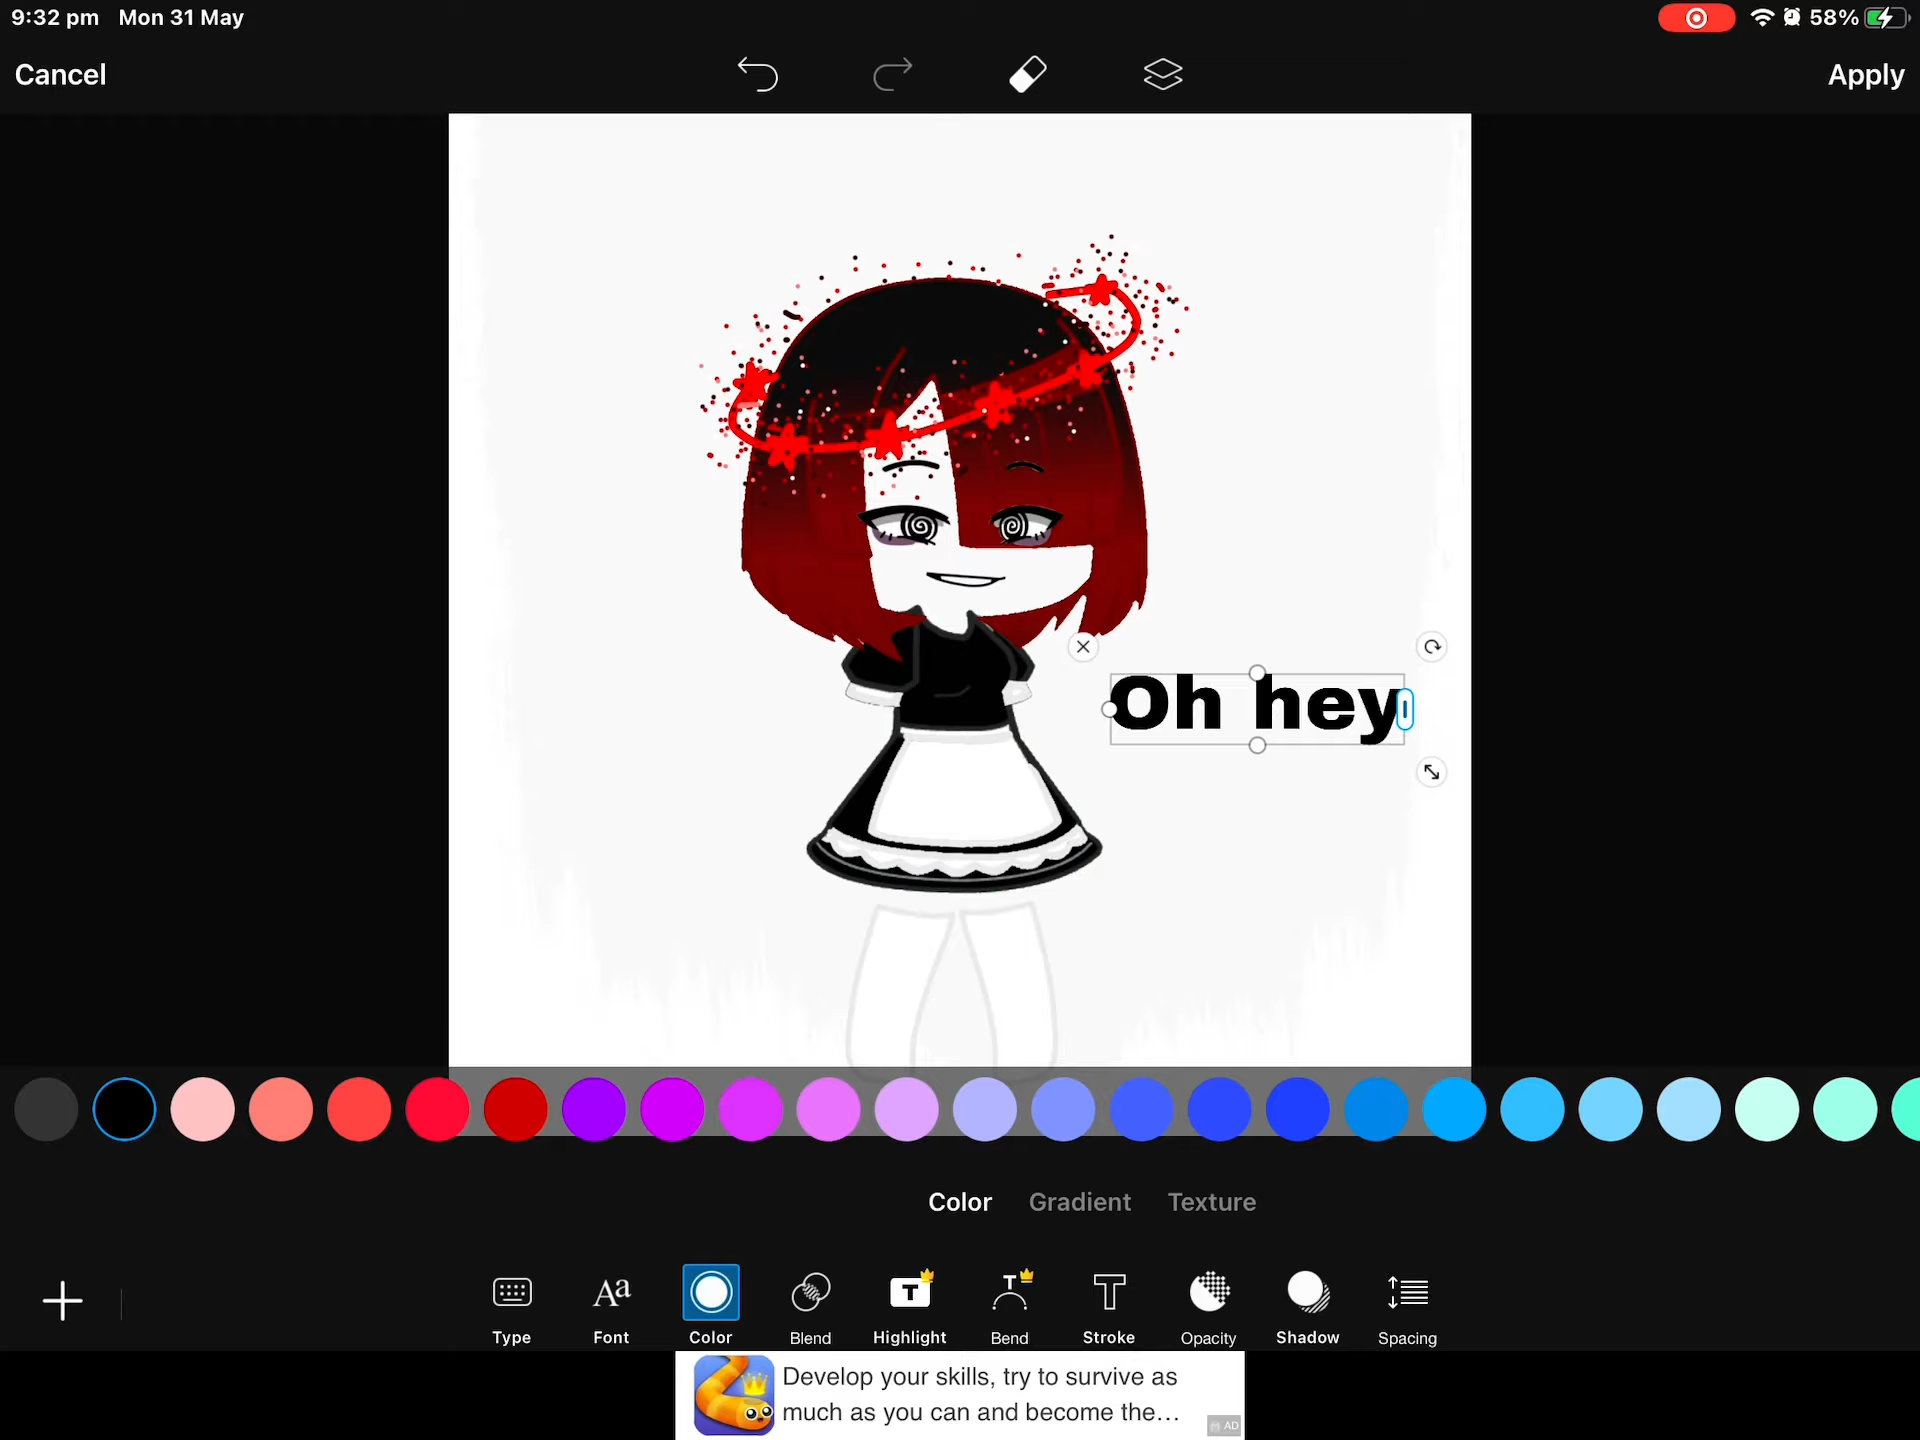 9:32 pm Mon 31 May
58%
Cancel
Apply
Oh hey
Color Gradient Texture
Type Font Color Blend Highlight Bend Stroke Opacity Shadow Spacing
Develop your skills, try to survive as
much as you can and become the...
AD